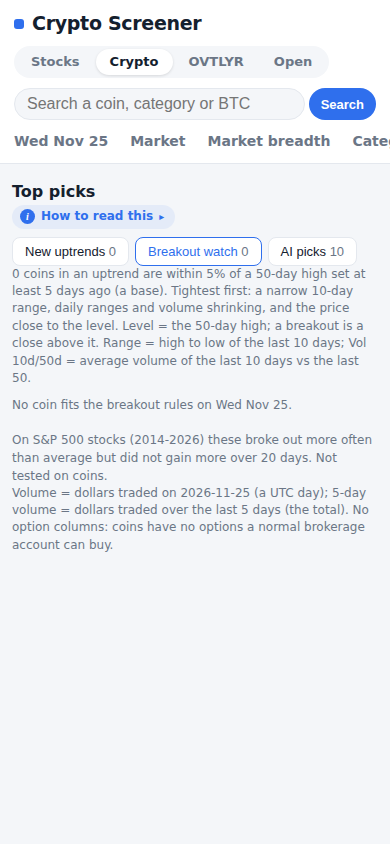 Crypto Screener
Stocks Crypto OVTLYR Open
Search a coin, category or BTC Search
Wed Nov 25 Market Market breadth Categ
Top picks
i How to read this ▸
New uptrends 0 Breakout watch 0 AI picks 10
0 coins in an uptrend are within 5% of a 50-day high set at
least 5 days ago (a base). Tightest first: a narrow 10-day
range, daily ranges and volume shrinking, and the price
close to the level. Level = the 50-day high; a breakout is a
close above it. Range = high to low of the last 10 days; Vol
10d/50d = average volume of the last 10 days vs the last
50.
No coin fits the breakout rules on Wed Nov 25.
On S&P 500 stocks (2014-2026) these broke out more often
than average but did not gain more over 20 days. Not
tested on coins.
Volume = dollars traded on 2026-11-25 (a UTC day); 5-day
volume = dollars traded over the last 5 days (the total). No
option columns: coins have no options a normal brokerage
account can buy.